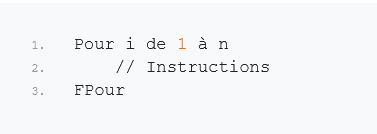 1. Pour i de 1 à n
2.     // Instructions
3. FPour